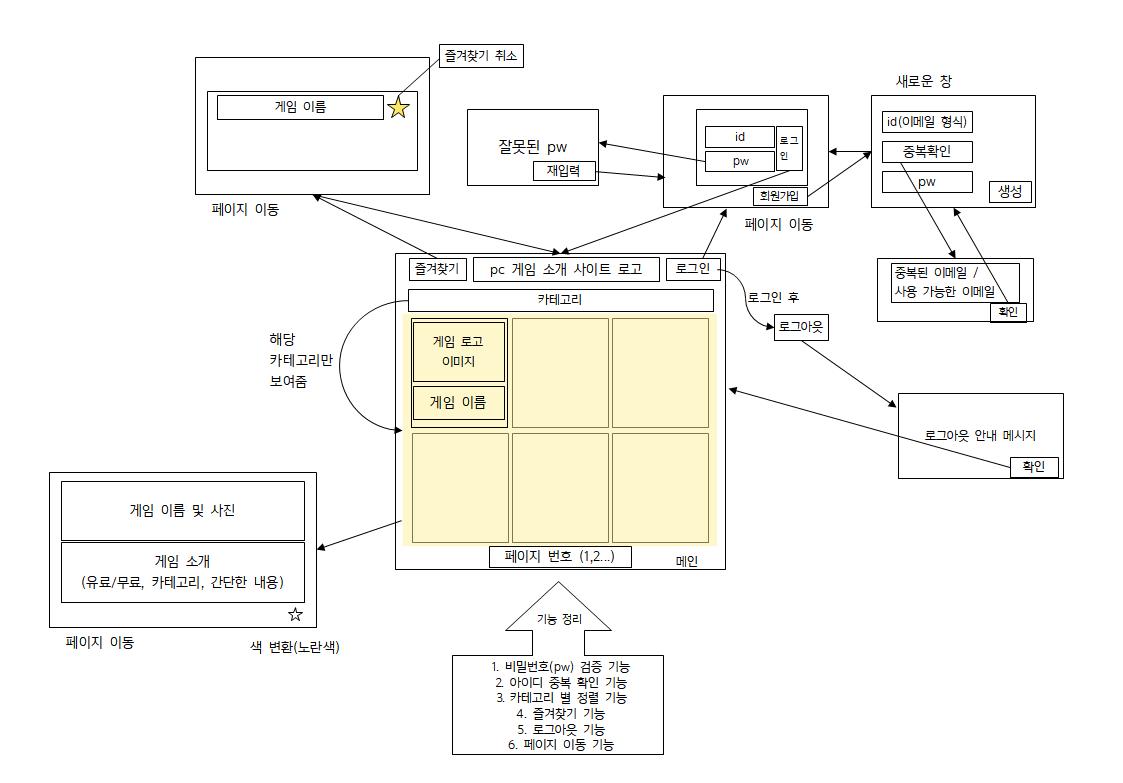 즐겨찾기 취소
게임 이름
페이지 이동
잘못된 pw
재입력
id
pw
로그
인
회원가입
페이지 이동
새로운 창
id(이메일 형식)
중복확인
pw
생성
중복된 이메일 /
사용 가능한 이메일
확인
즐겨찾기
pc 게임 소개 사이트 로고
로그인
카테고리
로그인 후
로그아웃
해당
카테고리만
보여줌
게임 로고
이미지
게임 이름
로그아웃 안내 메시지
확인
게임 이름 및 사진
게임 소개
(유료/무료, 카테고리, 간단한 내용)
페이지 이동
색 변환(노란색)
페이지 번호 (1,2...)
메인
기능 정리
1. 비밀번호(pw) 검증 기능
2. 아이디 중복 확인 기능
3. 카테고리 별 정렬 기능
4. 즐겨찾기 기능
5. 로그아웃 기능
6. 페이지 이동 기능